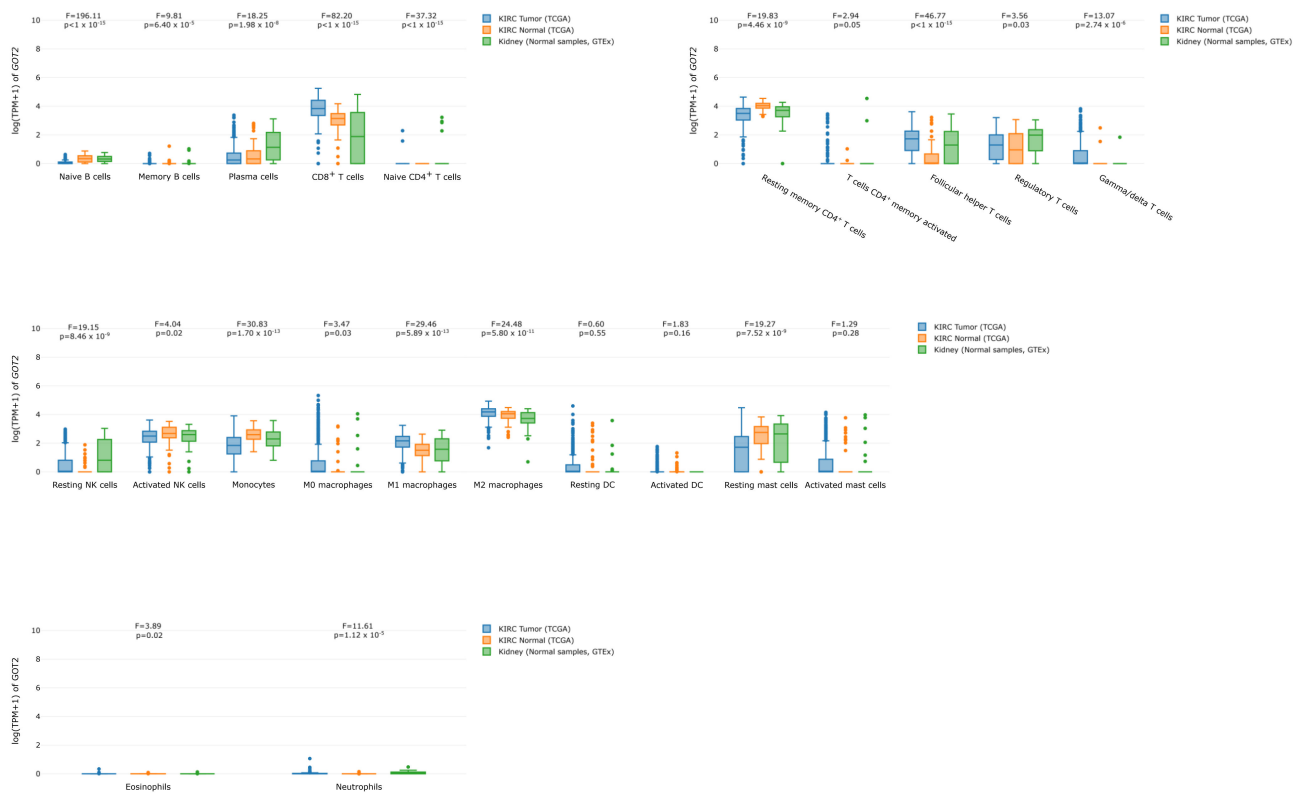 F=196.11
p<1 x 10-15
F=9.81
p=6.40 x 10-5
F=18.25
p=1.98 x 10-8
F=82.20
p<1 x 10-15
F=37.32
p<1 x 10-15
KIRC Tumor (TCGA)
KIRC Normal (TCGA)
Kidney (Normal samples, GTEx)
log(TPM+1) of GOT2
10
8
6
4
2
0
Naive B cells
Memory B cells
Plasma cells
CD8+ T cells
Naive CD4+ T cells
F=19.83
p=4.46 x 10-9
F=2.94
p=0.05
F=46.77
p<1 x 10-15
F=3.56
p=0.03
F=13.07
p=2.74 x 10-6
KIRC Tumor (TCGA)
KIRC Normal (TCGA)
Kidney (Normal samples, GTEx)
log(TPM+1) of GOT2
10
8
6
4
2
0
Resting memory CD4+ T cells
T cells CD4+ memory activated
Follicular helper T cells
Regulatory T cells
Gamma/delta T cells
F=19.15
p=8.46 x 10-9
F=4.04
p=0.02
F=30.83
p=1.70 x 10-13
F=3.47
p=0.03
F=29.46
p=5.89 x 10-13
F=24.48
p=5.80 x 10-11
F=0.60
p=0.55
F=1.83
p=0.16
F=19.27
p=7.52 x 10-9
F=1.29
p=0.28
KIRC Tumor (TCGA)
KIRC Normal (TCGA)
Kidney (Normal samples, GTEx)
log(TPM+1) of GOT2
10
8
6
4
2
0
Resting NK cells
Activated NK cells
Monocytes
M0 macrophages
M1 macrophages
M2 macrophages
Resting DC
Activated DC
Resting mast cells
Activated mast cells
F=3.89
p=0.02
F=11.61
p=1.12 x 10-5
KIRC Tumor (TCGA)
KIRC Normal (TCGA)
Kidney (Normal samples, GTEx)
log(TPM+1) of GOT2
10
8
6
4
2
0
Eosinophils
Neutrophils